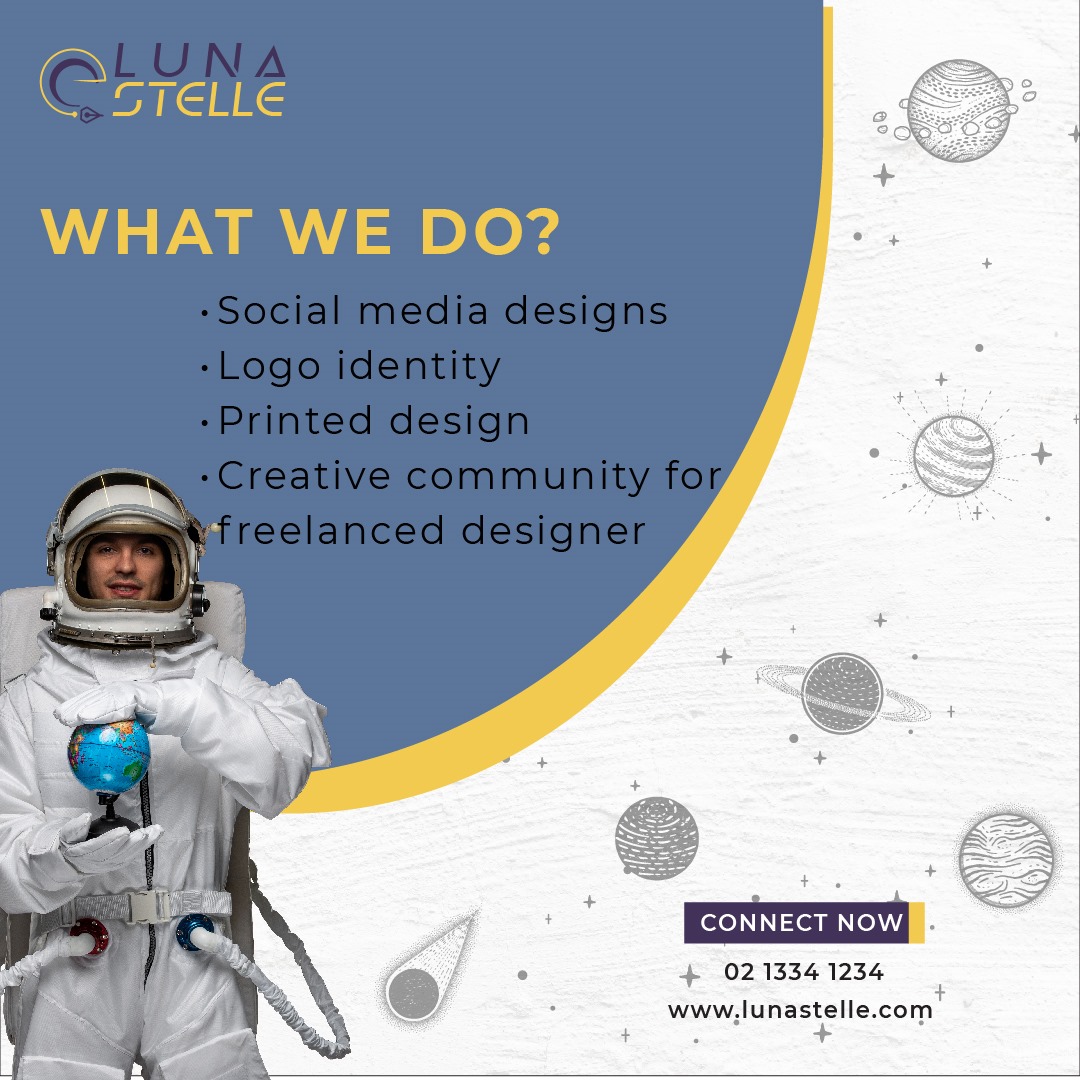 LUNA
STELLE
WHAT WE DO?
• Social media designs
• Logo identity
• Printed design
• Creative community for
freelanced designer
CONNECT NOW
02 1334 1234
www.lunastelle.com